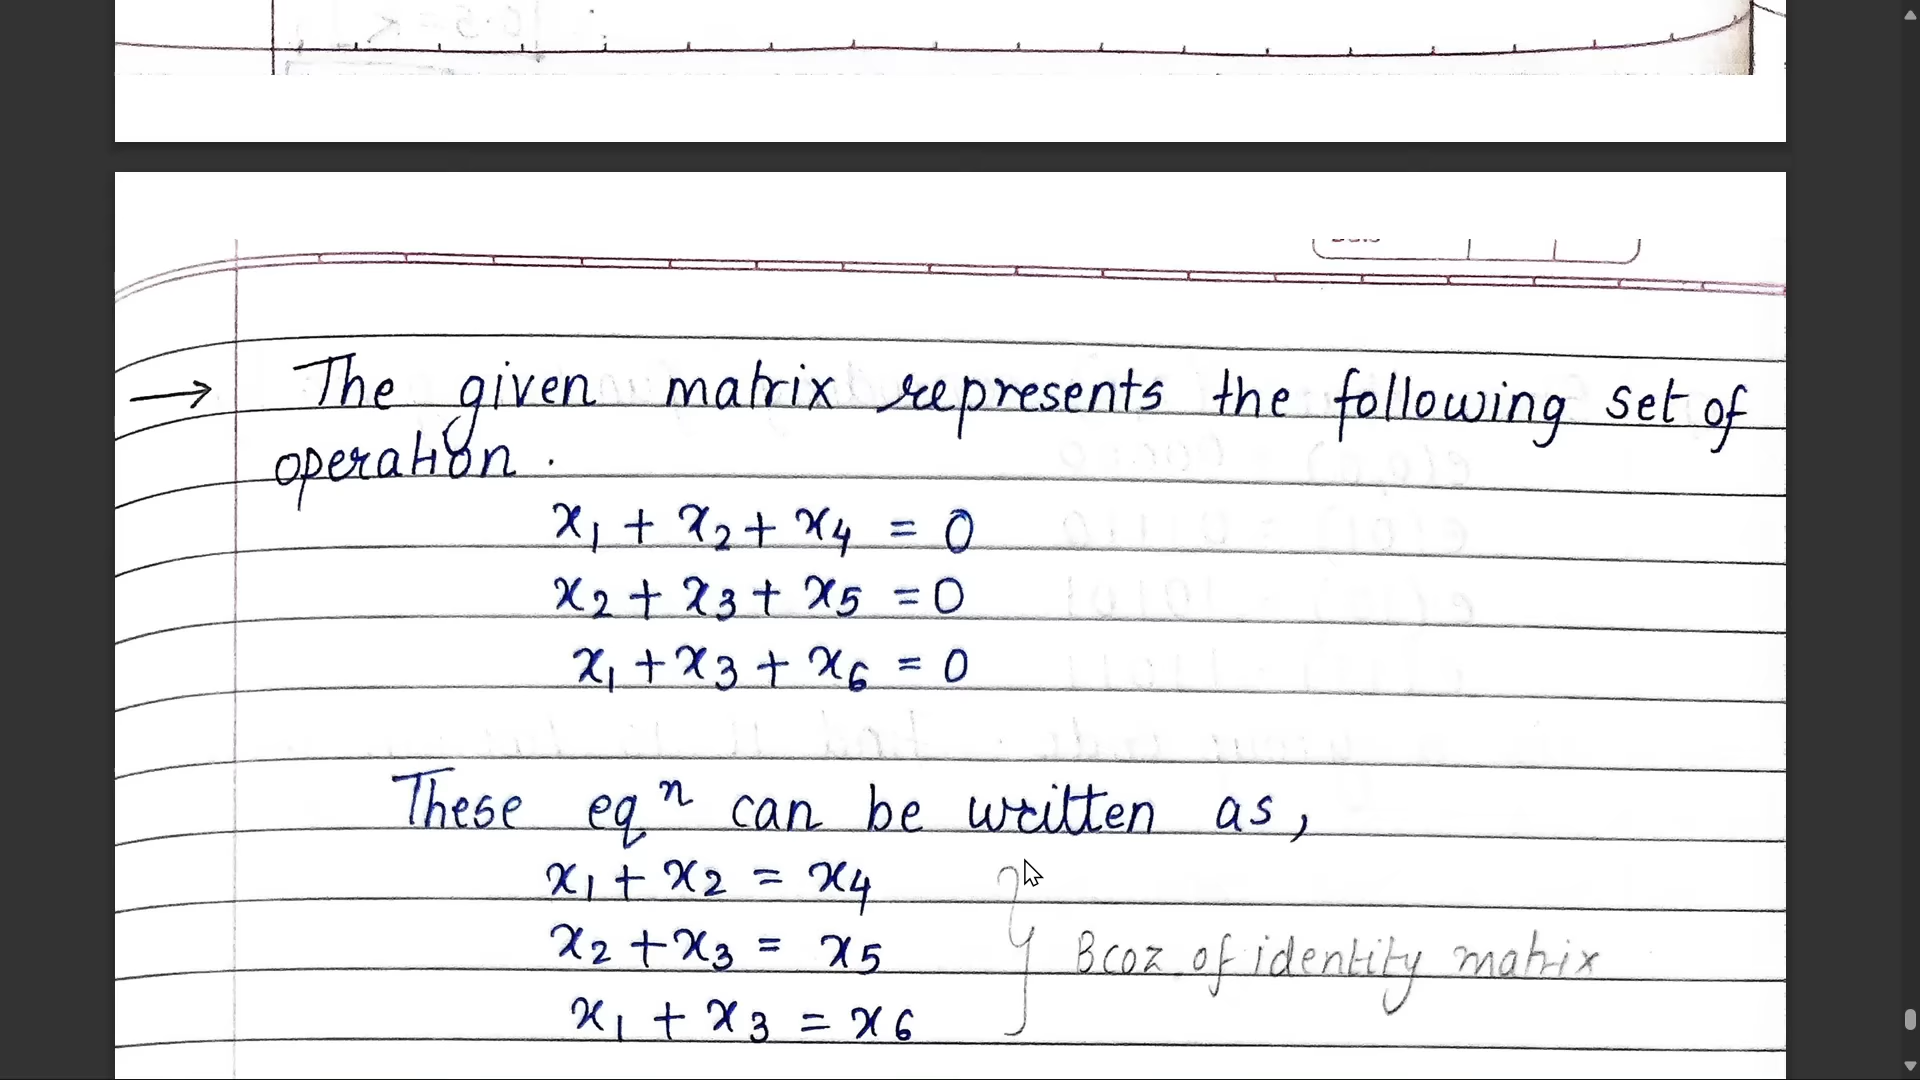 The given matrix represents the following set of
operation.
x₁ + x₂ + x₄ = 0
x₂ + x₃ + x₅ = 0
x₁ + x₃ + x₆ = 0
These eqⁿ can be written as,
x₁ + x₂ = x₄
x₂ + x₃ = x₅
Bcoz of identity matrix
x₁ + x₃ = x₆